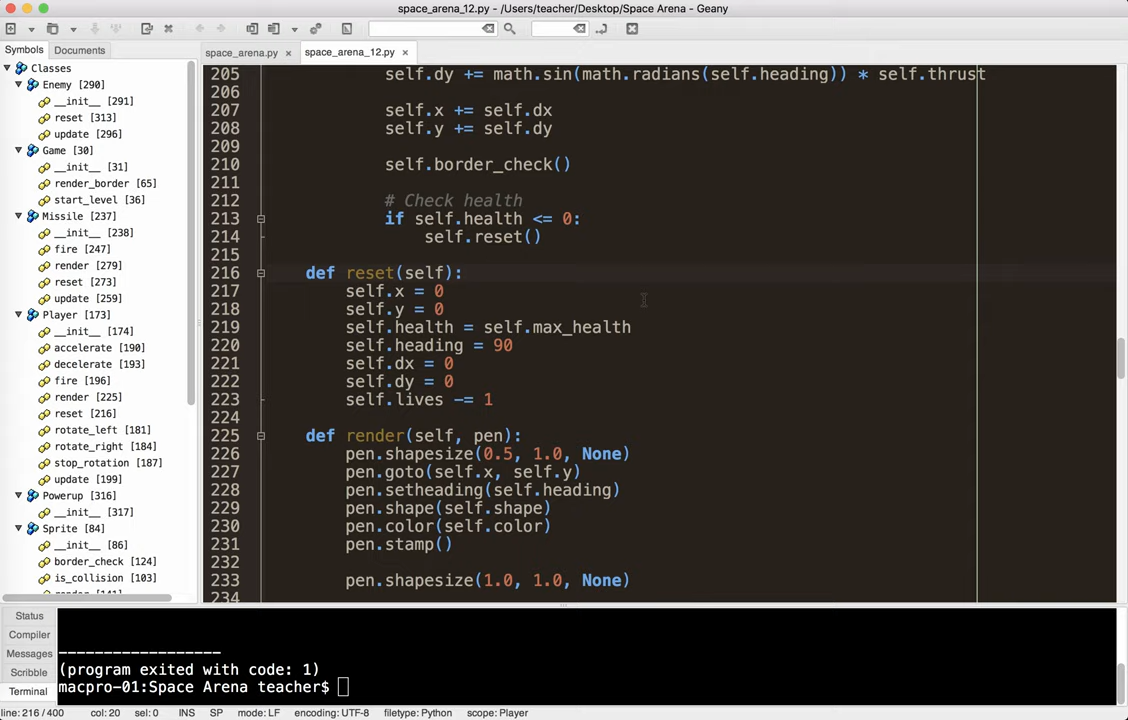 space_arena_12.py - /Users/teacher/Desktop/Space Arena - Geany
Symbols Documents
space_arena.py × space_arena_12.py ×
Classes
Enemy [290]
__init__ [291]
reset [313]
update [296]
Game [30]
__init__ [31]
render_border [65]
start_level [36]
Missile [237]
__init__ [238]
fire [247]
render [279]
reset [273]
update [259]
Player [173]
__init__ [174]
accelerate [190]
decelerate [193]
fire [196]
render [225]
reset [216]
rotate_left [181]
rotate_right [184]
stop_rotation [187]
update [199]
Powerup [316]
__init__ [317]
Sprite [84]
__init__ [86]
border_check [124]
is_collision [103]
205 self.dy += math.sin(math.radians(self.heading)) * self.thrust
206
207 self.x += self.dx
208 self.y += self.dy
209
210 self.border_check()
211
212 # Check health
213 if self.health <= 0:
214 self.reset()
215
216 def reset(self):
217 self.x = 0
218 self.y = 0
219 self.health = self.max_health
220 self.heading = 90
221 self.dx = 0
222 self.dy = 0
223 self.lives -= 1
224
225 def render(self, pen):
226 pen.shapesize(0.5, 1.0, None)
227 pen.goto(self.x, self.y)
228 pen.setheading(self.heading)
229 pen.shape(self.shape)
230 pen.color(self.color)
231 pen.stamp()
232
233 pen.shapesize(1.0, 1.0, None)
234
Status
Compiler
Messages
Scribble
Terminal
------------------
(program exited with code: 1)
macpro-01:Space Arena teacher$
line: 216 / 400 col: 20 sel: 0 INS SP mode: LF encoding: UTF-8 filetype: Python scope: Player